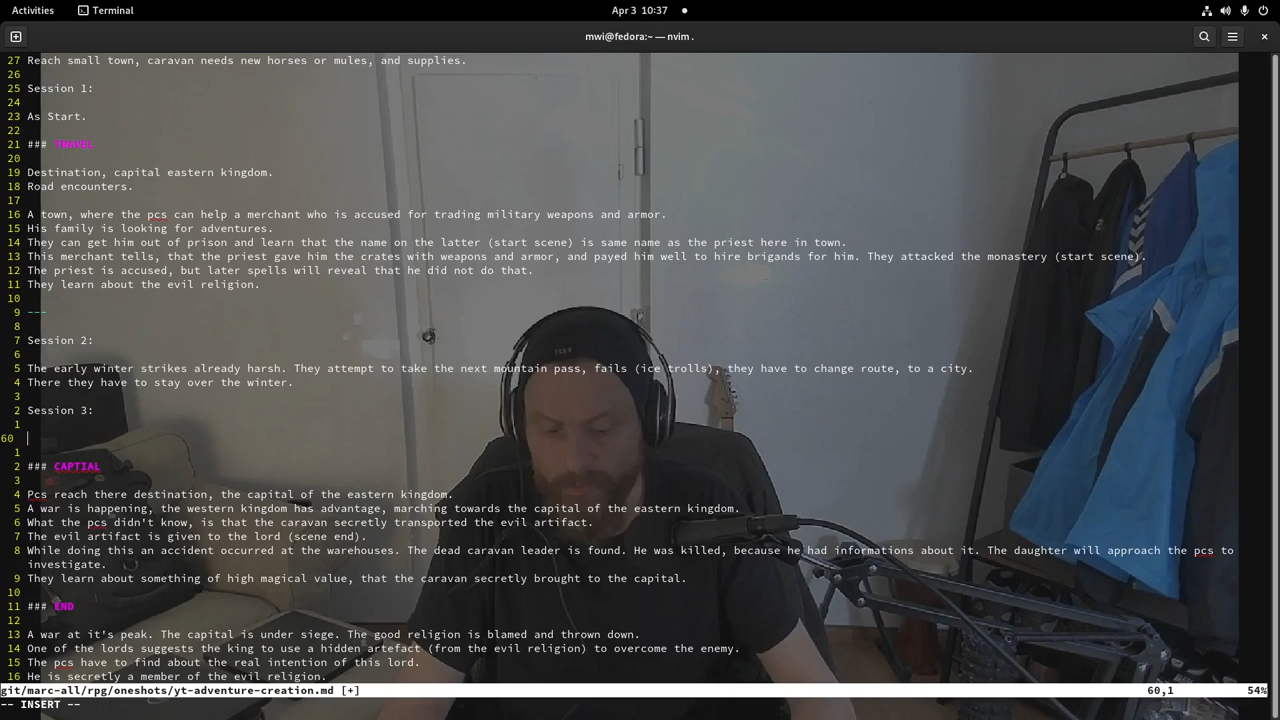 Activities Terminal Apr 3 10:37
mwi@fedora:~ — nvim .
27 Reach small town, caravan needs new horses or mules, and supplies.
26
25 Session 1:
24
23 As Start.
22
21 ### TRAVEL
20
19 Destination, capital eastern kingdom.
18 Road encounters.
17
16 A town, where the pcs can help a merchant who is accused for trading military weapons and armor.
15 His family is looking for adventures.
14 They can get him out of prison and learn that the name on the latter (start scene) is same name as the priest here in town.
13 This merchant tells, that the priest gave him the crates with weapons and armor, and payed him well to hire brigands for him. They attacked the monastery (start scene).
12 The priest is accused, but later spells will reveal that he did not do that.
11 They learn about the evil religion.
10
9 ---
8
7 Session 2:
6
5 The early winter strikes already harsh. They attempt to take the next mountain pass, fails (ice trolls), they have to change route, to a city.
4 There they have to stay over the winter.
3
2 Session 3:
1
60
1
2 ### CAPTIAL
3
4 Pcs reach there destination, the capital of the eastern kingdom.
5 A war is happening, the western kingdom has advantage, marching towards the capital of the eastern kingdom.
6 What the pcs didn't know, is that the caravan secretly transported the evil artifact.
7 The evil artifact is given to the lord (scene end).
8 While doing this an accident occurred at the warehouses. The dead caravan leader is found. He was killed, because he had informations about it. The daughter will approach the pcs to
investigate.
9 They learn about something of high magical value, that the caravan secretly brought to the capital.
10
11 ### END
12
13 A war at it's peak. The capital is under siege. The good religion is blamed and thrown down.
14 One of the lords suggests the king to use a hidden artefact (from the evil religion) to overcome the enemy.
15 The pcs have to find about the real intention of this lord.
16 He is secretly a member of the evil religion.
git/marc-all/rpg/oneshots/yt-adventure-creation.md [+] 60,1 54%
-- INSERT --